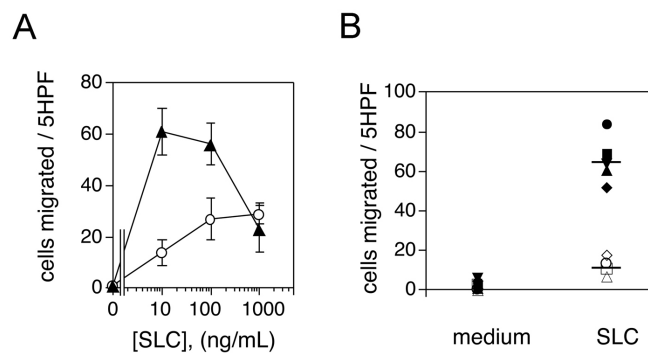 A
cells migrated / 5HPF
80
60
40
20
0
0 10 100 1000
[SLC], (ng/mL)
B
cells migrated / 5HPF
100
80
60
40
20
0
medium SLC